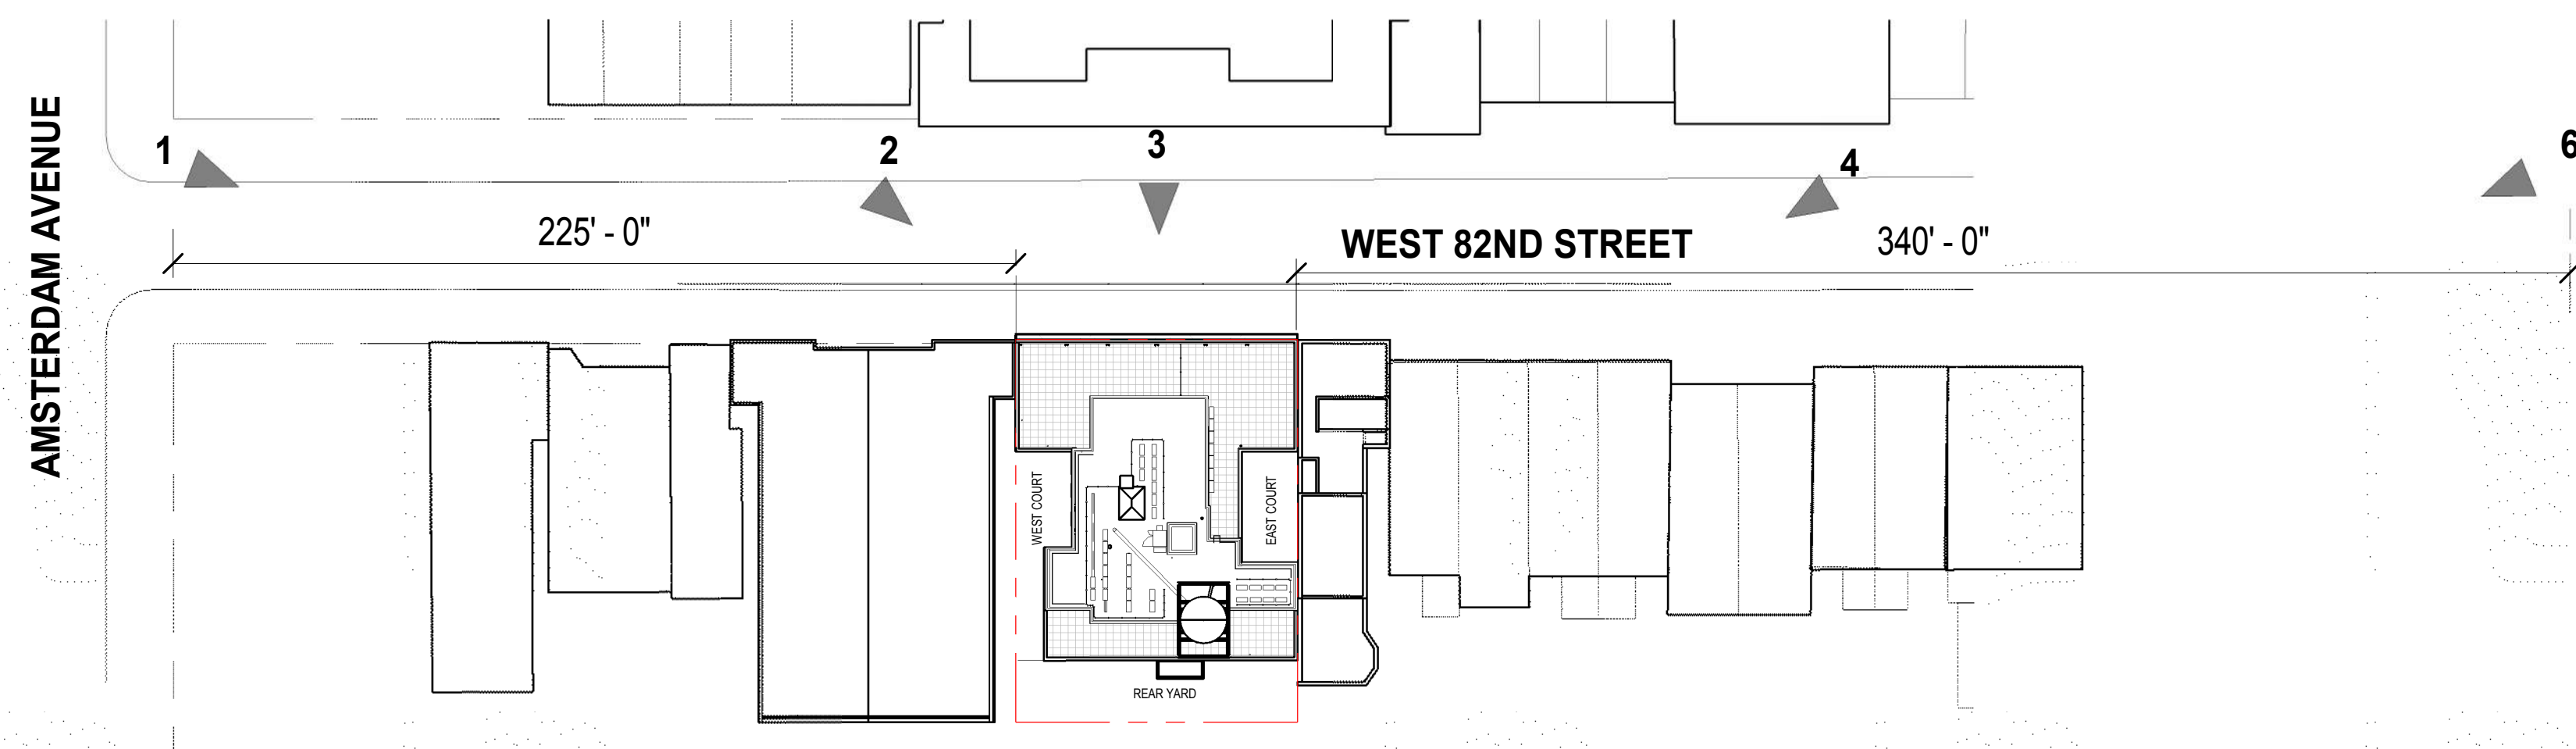 AMSTERDAM AVENUE
1
2
3
4
6
225' - 0"
WEST 82ND STREET
340' - 0"
WEST COURT
EAST COURT
REAR YARD